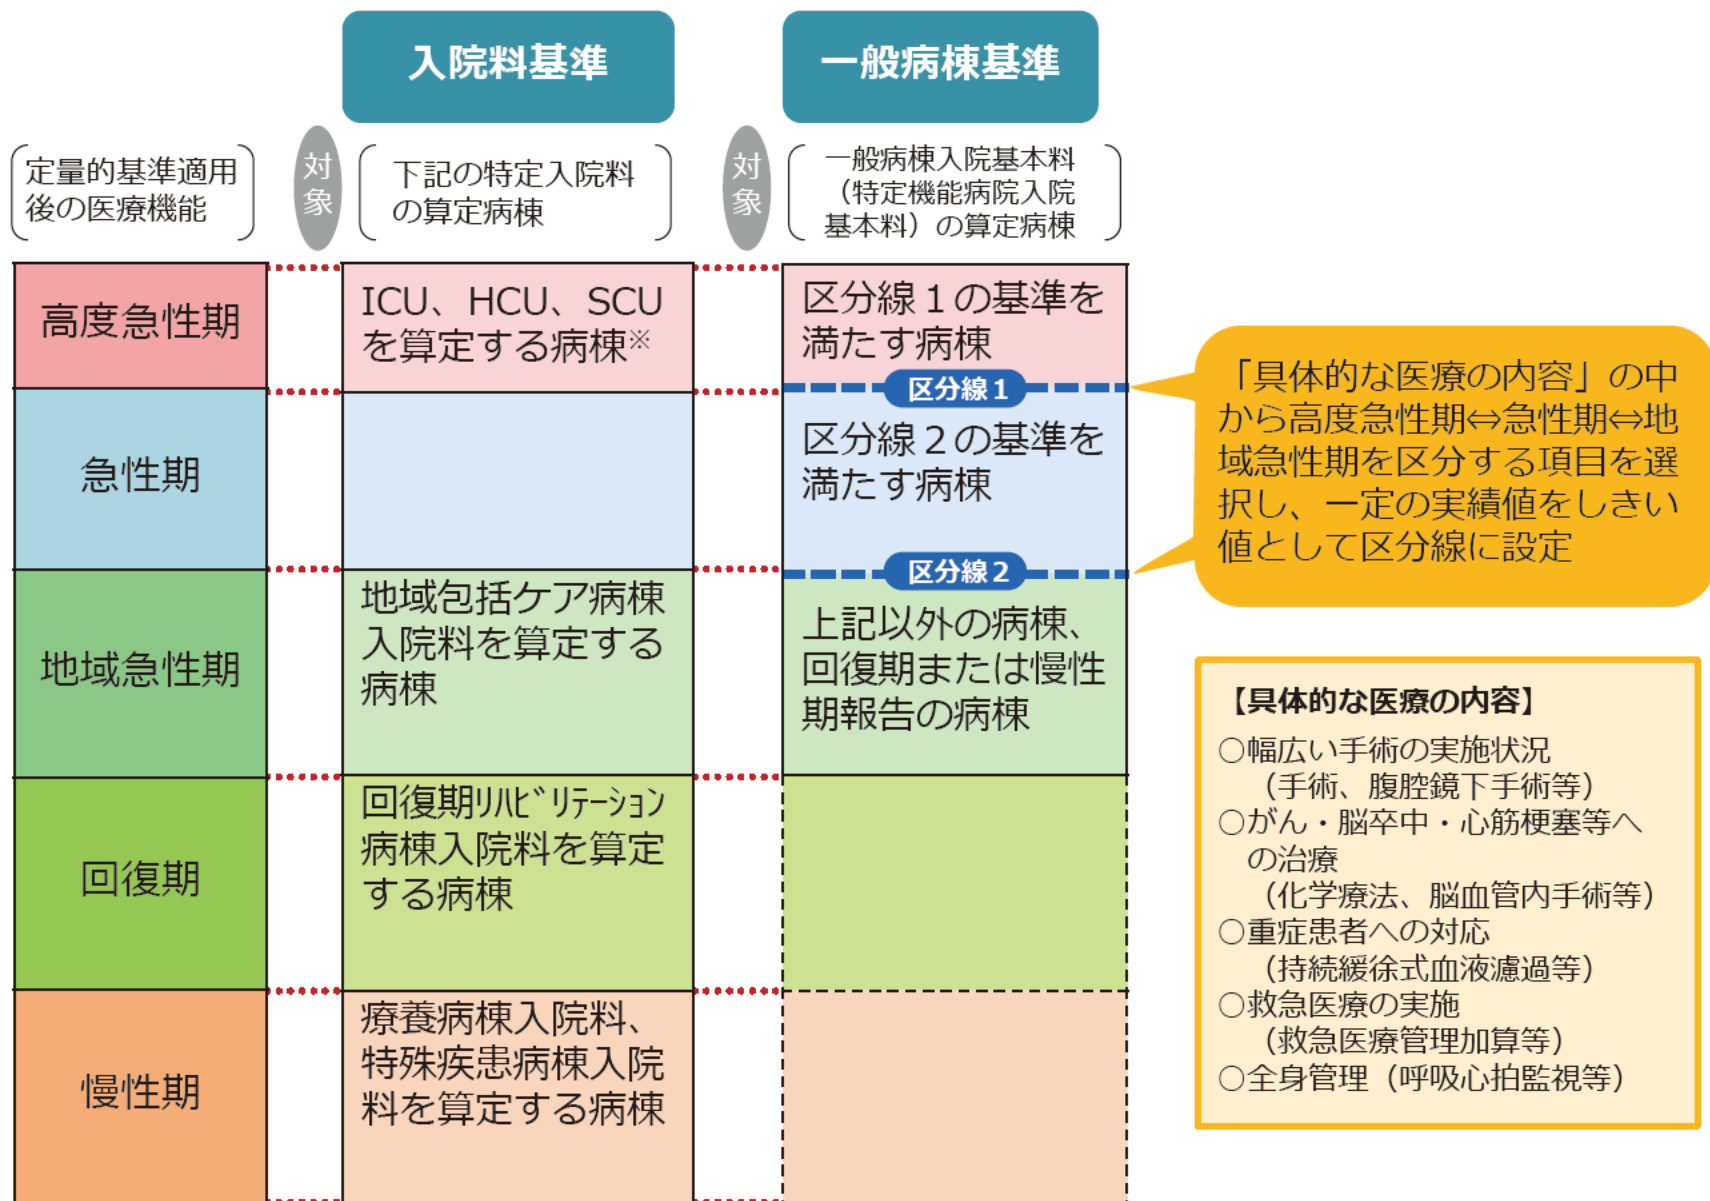 入院料基準
一般病棟基準
定量的基準適用
後の医療機能
対象
下記の特定入院料
の算定病棟
対象
一般病棟入院基本料
（特定機能病院入院
基本料）の算定病棟
高度急性期
ICU、HCU、SCU
を算定する病棟※
区分線１の基準を
満たす病棟
区分線１
急性期
区分線２の基準を
満たす病棟
区分線２
地域急性期
地域包括ケア病棟
入院料を算定する
病棟
上記以外の病棟、
回復期または慢性
期報告の病棟
回復期
回復期ﾘﾊﾋﾞﾘﾃｰｼｮﾝ
病棟入院料を算定
する病棟
慢性期
療養病棟入院料、
特殊疾患病棟入院
料を算定する病棟
「具体的な医療の内容」の中
から高度急性期⇔急性期⇔地
域急性期を区分する項目を選
択し、一定の実績値をしきい
値として区分線に設定
【具体的な医療の内容】
○幅広い手術の実施状況
（手術、腹腔鏡下手術等）
○がん・脳卒中・心筋梗塞等へ
の治療
（化学療法、脳血管内手術等）
○重症患者への対応
（持続緩徐式血液濾過等）
○救急医療の実施
（救急医療管理加算等）
○全身管理（呼吸心拍監視等）